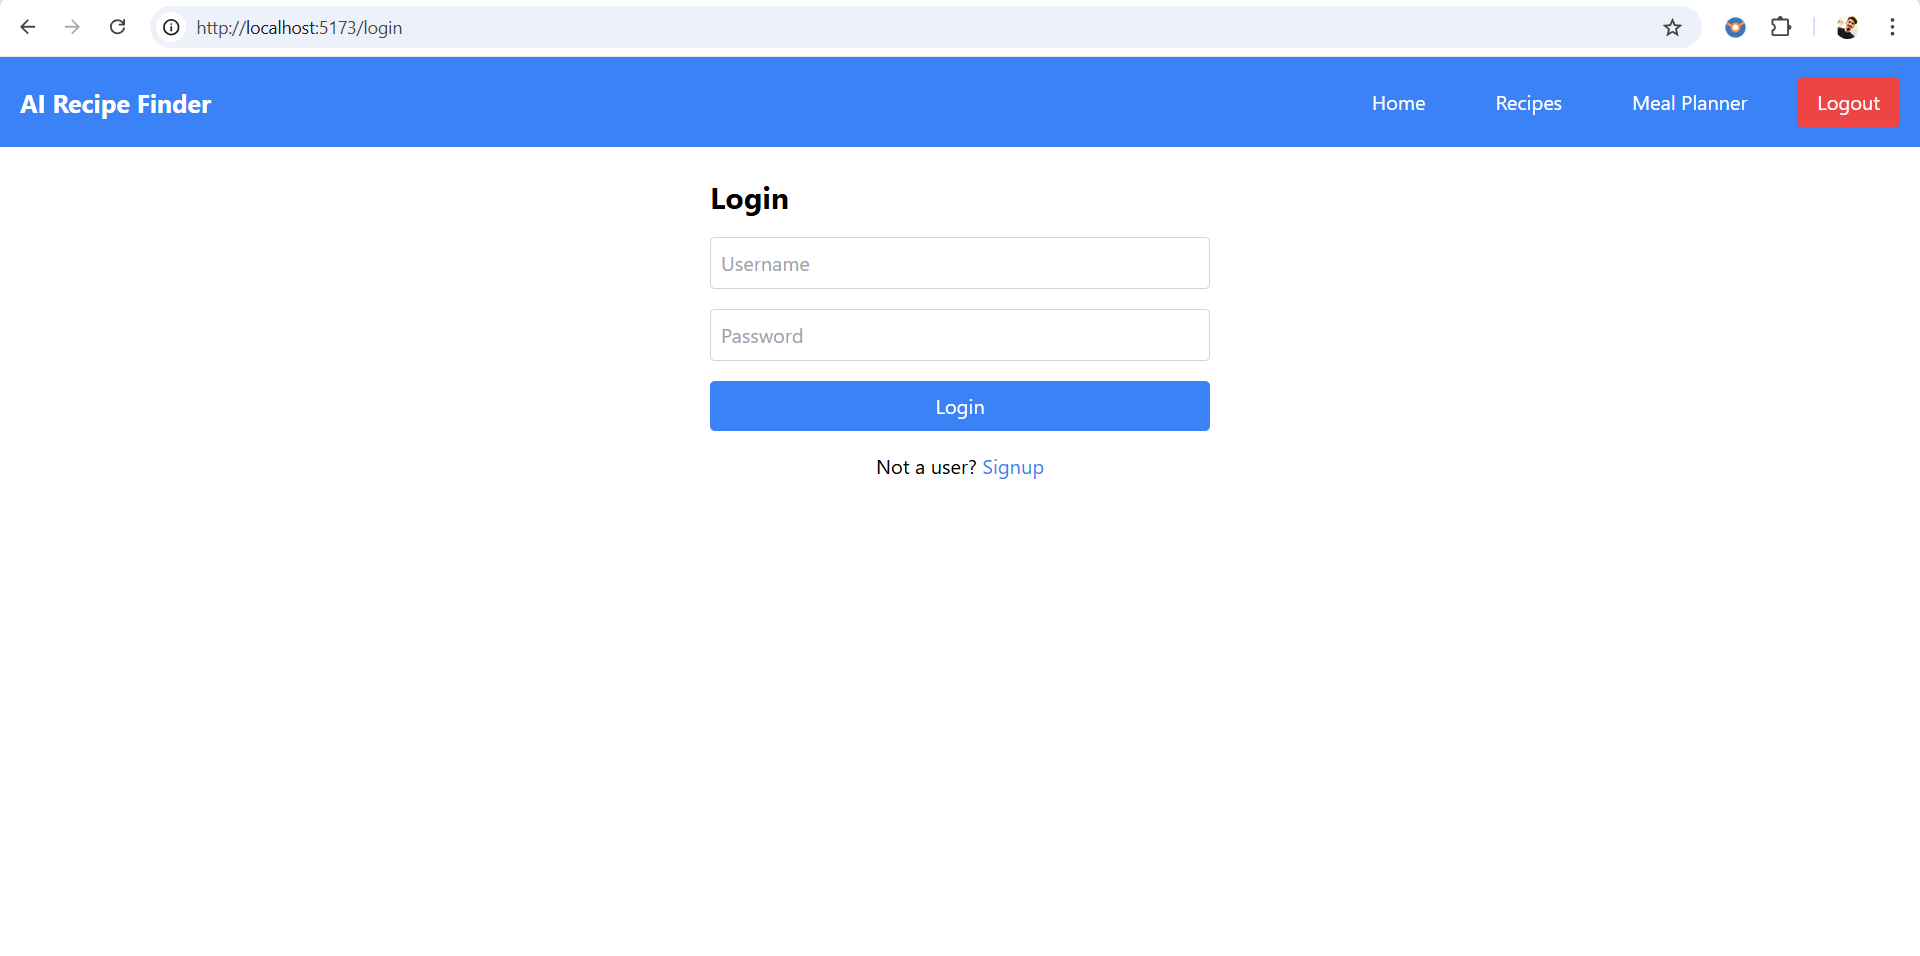 http://localhost:5173/login
AI Recipe Finder
Home
Recipes
Meal Planner
Logout
Login
Username
Password
Login
Not a user? Signup